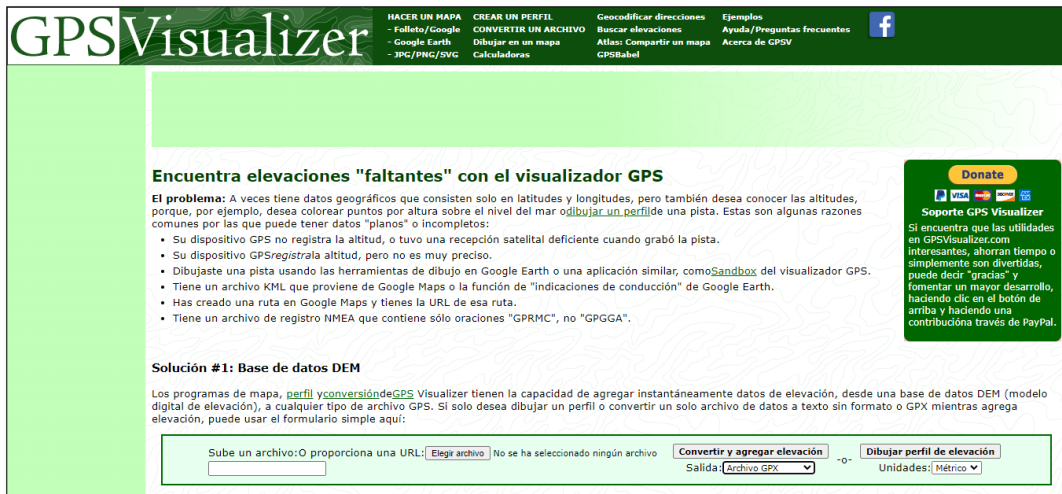 GPSVisualizer
HACER UN MAPA
- Folleto/Google
- Google Earth
- JPG/PNG/SVG
CREAR UN PERFIL
CONVERTIR UN ARCHIVO
Dibujar en un mapa
Calculadoras
Geocodificar direcciones
Buscar elevaciones
Atlas: Compartir un mapa
GPSBabel
Ejemplos
Ayuda/Preguntas frecuentes
Acerca de GPSV
f
Encuentra elevaciones "faltantes" con el visualizador GPS
El problema: A veces tiene datos geográficos que consisten solo en latitudes y longitudes, pero también desea conocer las altitudes,
porque, por ejemplo, desea colorear puntos por altura sobre el nivel del mar odibujar un perfilde una pista. Estas son algunas razones
comunes por las que puede tener datos "planos" o incompletos:
• Su dispositivo GPS no registra la altitud, o tuvo una recepción satelital deficiente cuando grabó la pista.
• Su dispositivo GPSregistrala altitud, pero no es muy preciso.
• Dibujaste una pista usando las herramientas de dibujo en Google Earth o una aplicación similar, comoSandbox del visualizador GPS.
• Tiene un archivo KML que proviene de Google Maps o la función de "indicaciones de conducción" de Google Earth.
• Has creado una ruta en Google Maps y tienes la URL de esa ruta.
• Tiene un archivo de registro NMEA que contiene sólo oraciones "GPRMC", no "GPGGA".
Donate
VISA
Soporte GPS Visualizer
Si encuentra que las utilidades
en GPSVisualizer.com
interesantes, ahorran tiempo o
simplemente son divertidas,
puede decir "gracias" y
fomentar un mayor desarrollo,
haciendo clic en el botón de
arriba y haciendo una
contribucióna través de PayPal.
Solución #1: Base de datos DEM
Los programas de mapa, perfil yconversióndeGPS Visualizer tienen la capacidad de agregar instantáneamente datos de elevación, desde una base de datos DEM (modelo
digital de elevación), a cualquier tipo de archivo GPS. Si solo desea dibujar un perfil o convertir un solo archivo de datos a texto sin formato o GPX mientras agrega
elevación, puede usar el formulario simple aquí:
Sube un archivo:O proporciona una URL: Elegir archivo No se ha seleccionado ningún archivo
Convertir y agregar elevación
Salida: Archivo GPX
-o-
Dibujar perfil de elevación
Unidades: Métrico